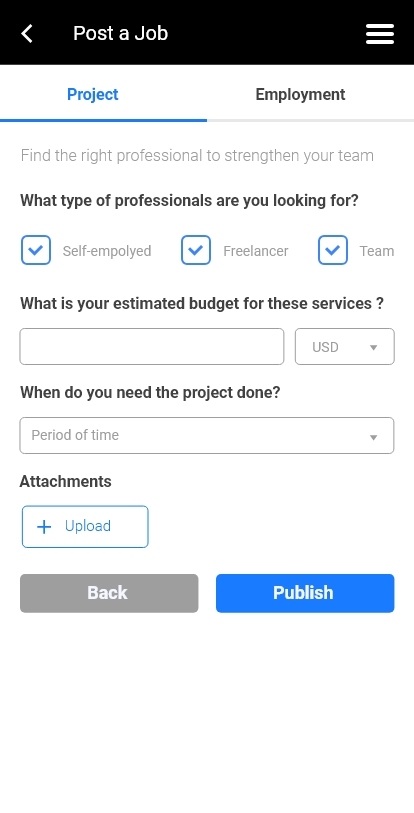 Post a Job
Project Employment
Find the right professional to strengthen your team
What type of professionals are you looking for?
Self-empolyed Freelancer Team
What is your estimated budget for these services ?
USD
When do you need the project done?
Period of time
Attachments
+ Upload
Back Publish